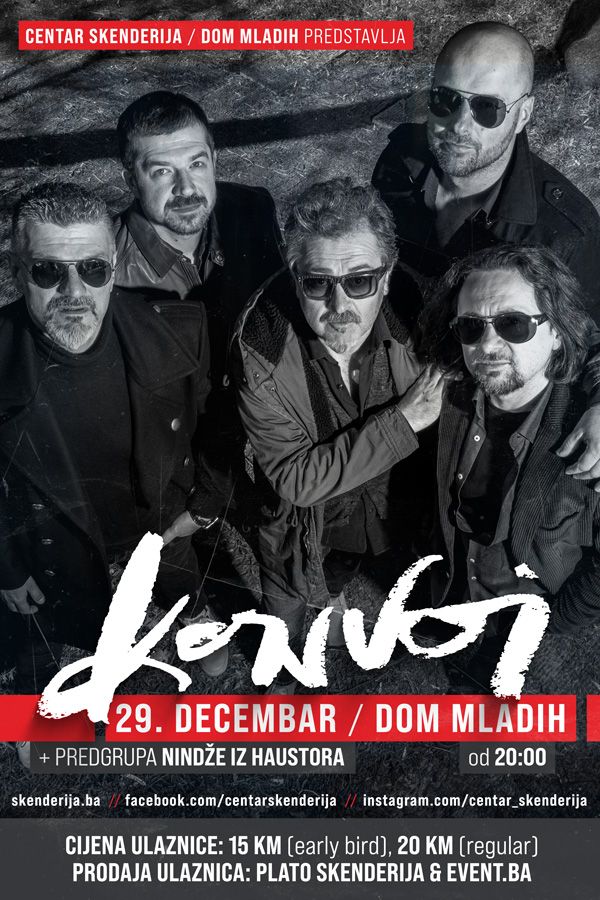 CENTAR SKENDERIJA / DOM MLADIH PREDSTAVLJA
Konvoj
29. DECEMBAR / DOM MLADIH
+ PREDGRUPA NINDŽE IZ HAUSTORA od 20:00
skenderija.ba // facebook.com/centarskenderija // instagram.com/centar_skenderija
CIJENA ULAZNICE: 15 KM (early bird), 20 KM (regular)
PRODAJA ULAZNICA: PLATO SKENDERIJA & EVENT.BA